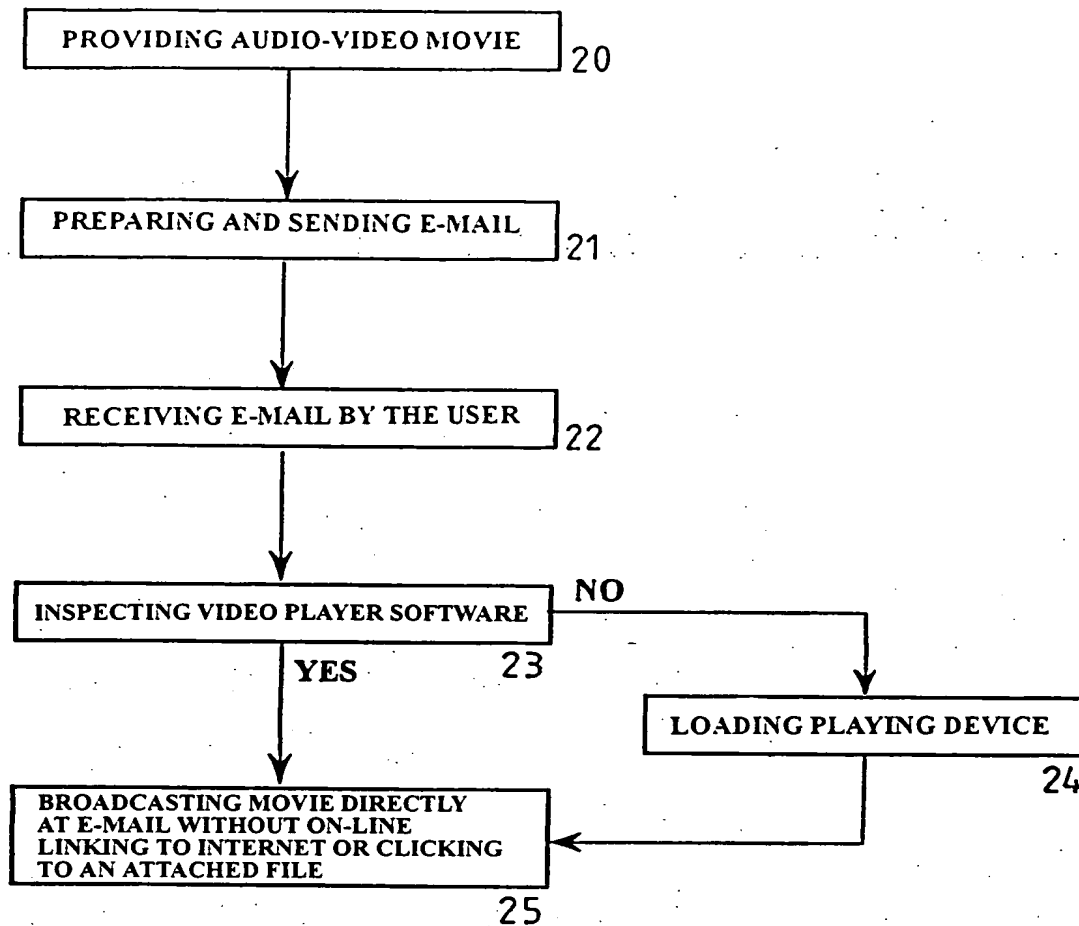 PROVIDING AUDIO-VIDEO MOVIE
20
PREPARING AND SENDING E-MAIL
21
RECEIVING E-MAIL BY THE USER
22
INSPECTING VIDEO PLAYER SOFTWARE
23
NO
YES
LOADING PLAYING DEVICE
24
BROADCASTING MOVIE DIRECTLY
AT E-MAIL WITHOUT ON-LINE
LINKING TO INTERNET OR CLICKING
TO AN ATTACHED FILE
25